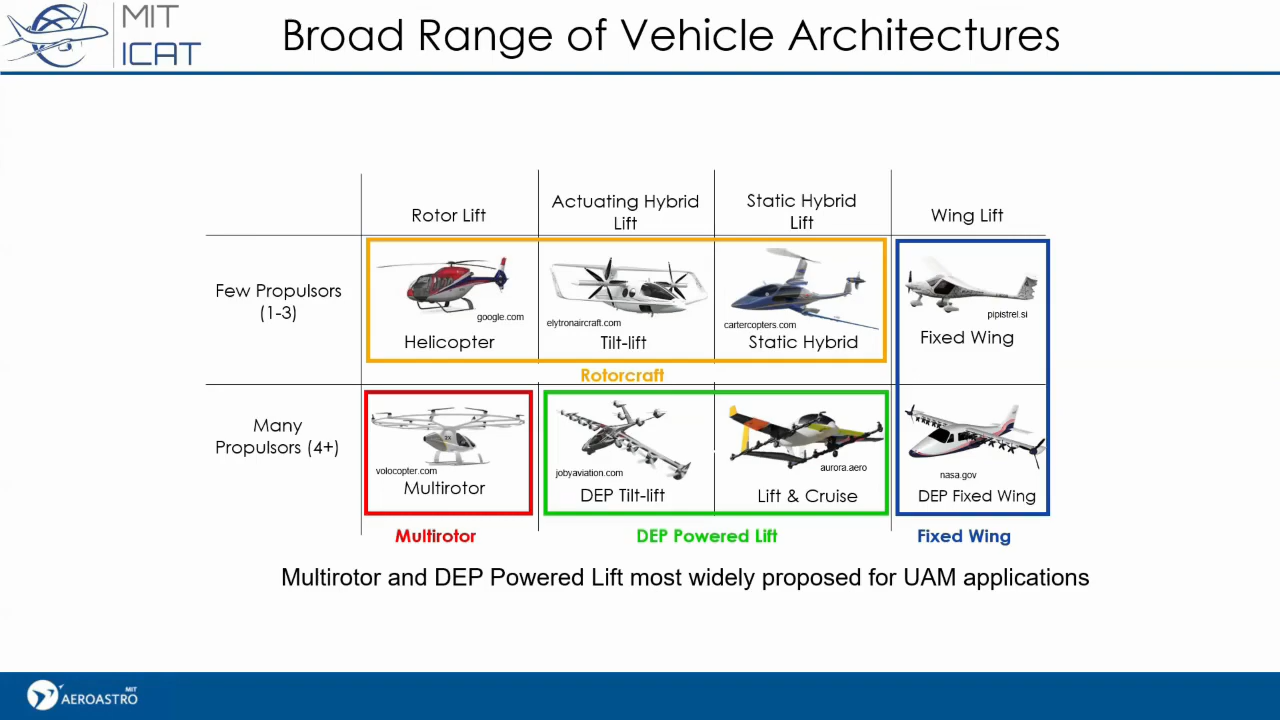 MIT
ICAT
Broad Range of Vehicle Architectures
Rotor Lift
Actuating Hybrid
Lift
Static Hybrid
Lift
Wing Lift
Few Propulsors
(1-3)
google.com
Helicopter
elytronaircraft.com
Tilt-lift
cartercopters.com
Static Hybrid
pipistrel.si
Fixed Wing
Rotorcraft
Many
Propulsors (4+)
2X
volocopter.com
Multirotor
jobyaviation.com
DEP Tilt-lift
aurora.aero
Lift & Cruise
nasa.gov
DEP Fixed Wing
Multirotor
DEP Powered Lift
Fixed Wing
Multirotor and DEP Powered Lift most widely proposed for UAM applications
MIT
AEROASTRO